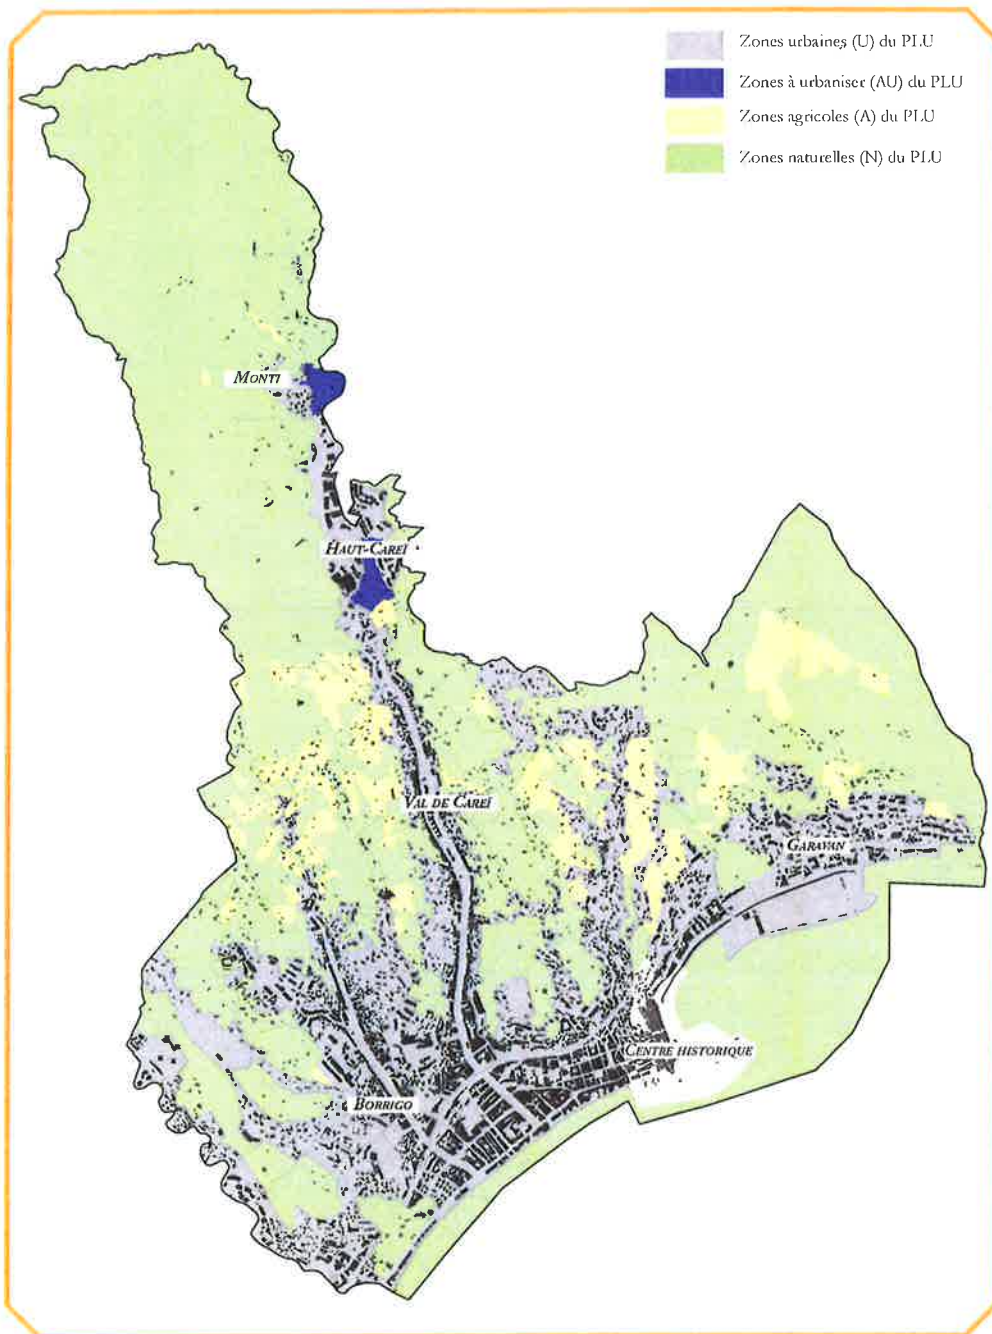 Zones urbaines (U) du PLU
Zones à urbaniser (AU) du PLU
Zones agricoles (A) du PLU
Zones naturelles (N) du PLU
MONTI
HAUT-CAREÏ
VAL DE CAREÏ
GARAVAN
CENTRE HISTORIQUE
BORRIGO